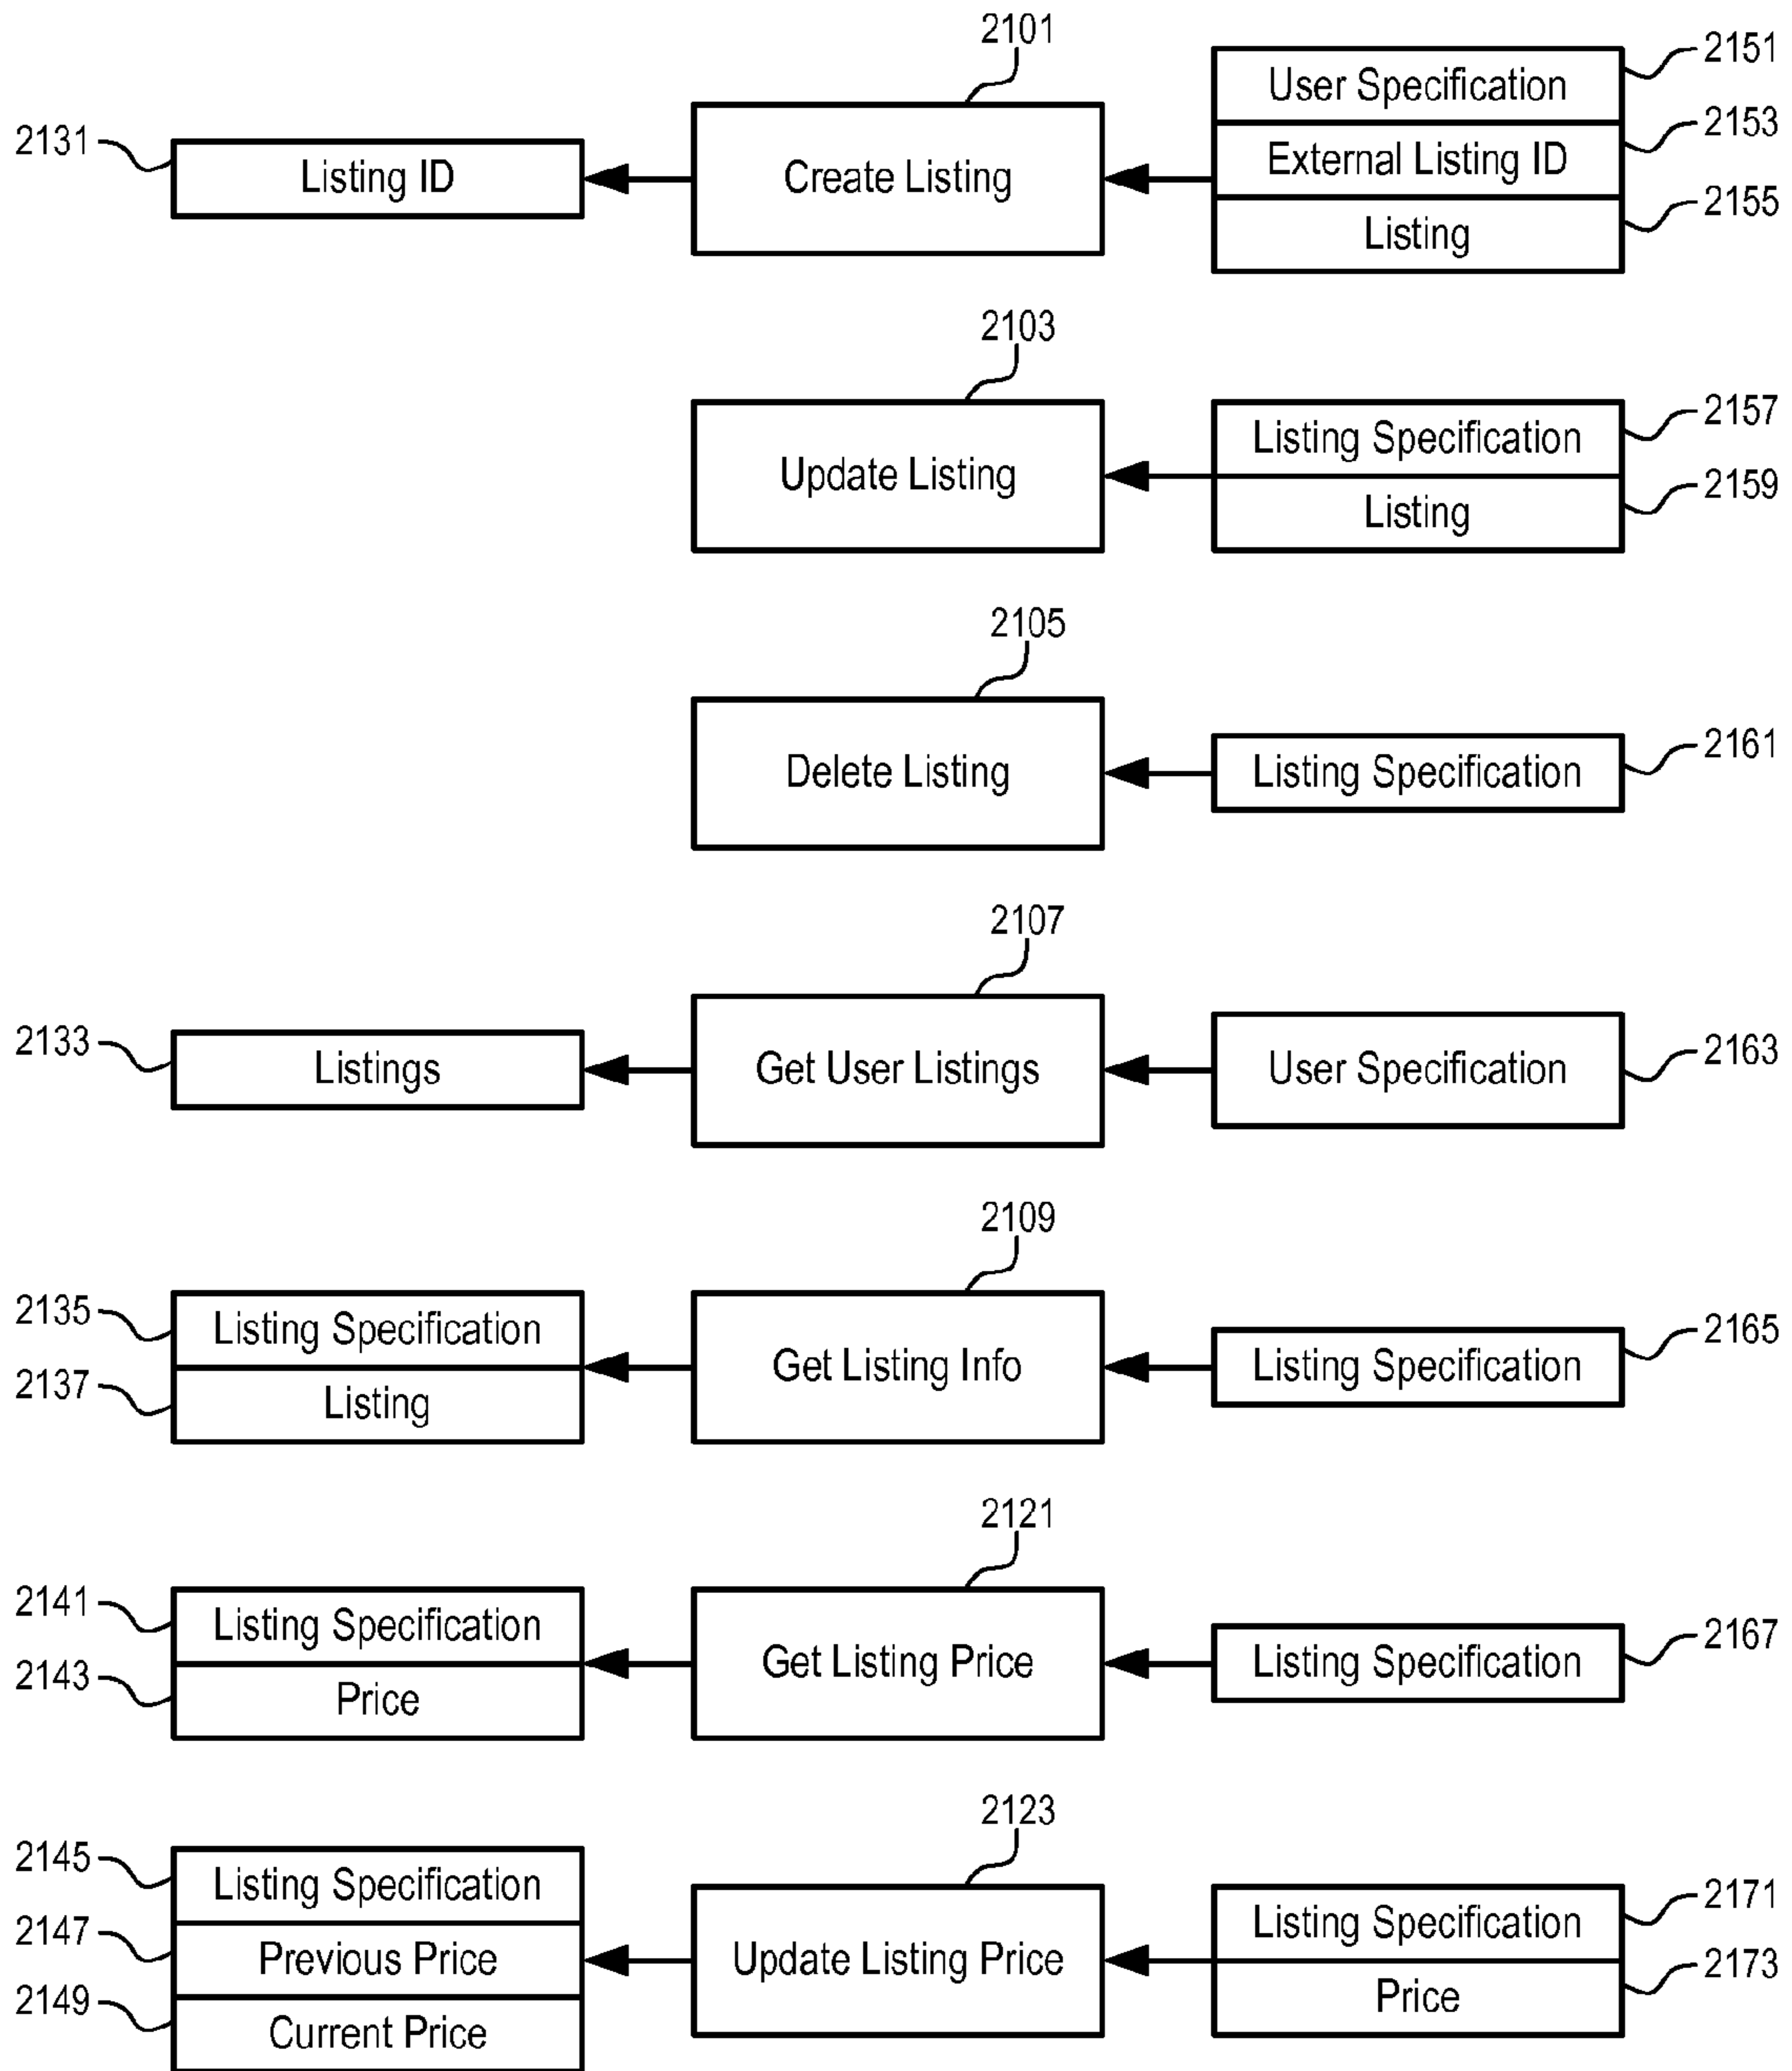 2101
2151
User Specification
2153
2131
Listing ID
Create Listing
External Listing ID
2155
Listing
2103
2157
Listing Specification
Update Listing
2159
Listing
2105
2161
Delete Listing
Listing Specification
2107
2133
Listings
Get User Listings
User Specification
2163
2109
2135
Listing Specification
2165
Get Listing Info
Listing Specification
2137
Listing
2121
2141
Listing Specification
2167
Get Listing Price
Listing Specification
2143
Price
2123
2145
Listing Specification
2171
Listing Specification
2147
Previous Price
Update Listing Price
2173
Price
2149
Current Price